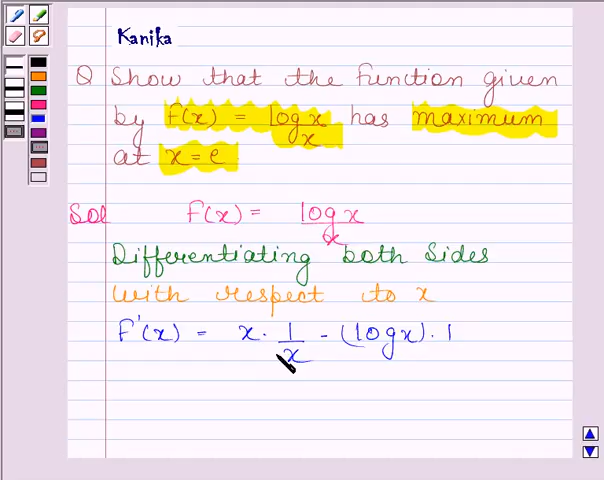 Kanika
Q Show that the function given
by f(x) = log x / x has maximum
at x = e
Sol f(x) = log x / x
Differentiating both sides
with respect to x
f'(x) = x · 1/x - (log x) · 1